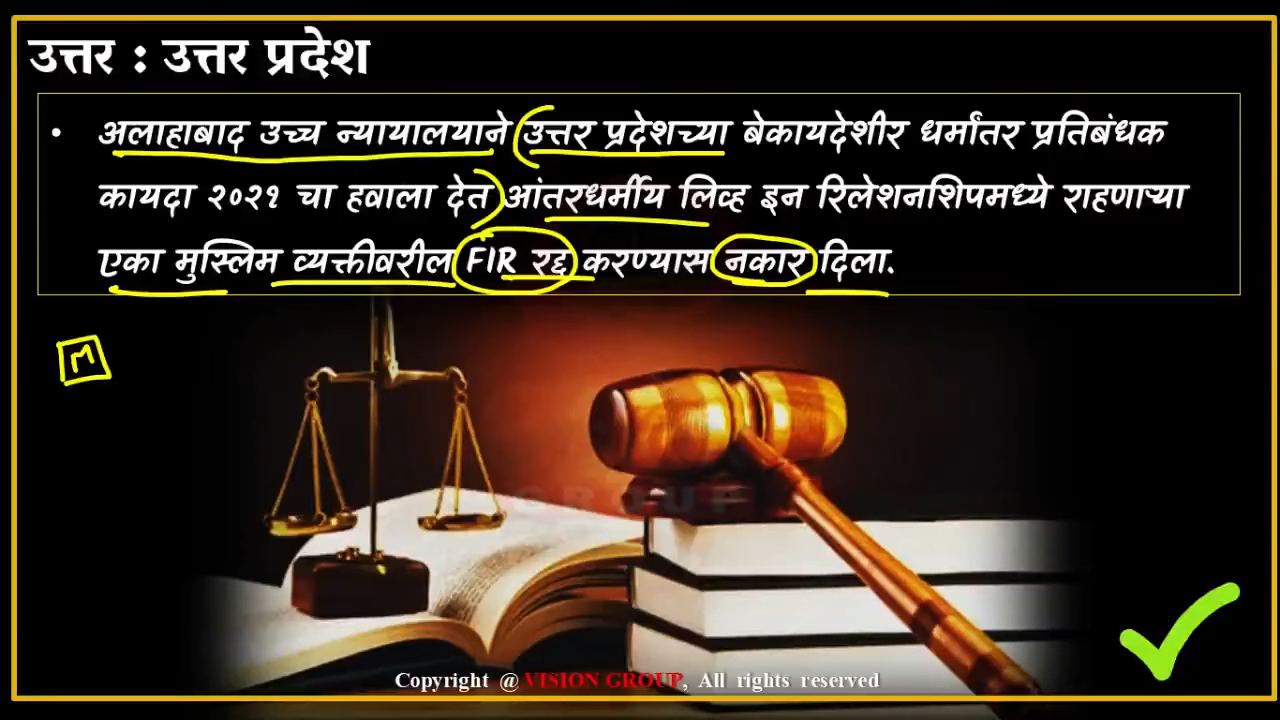 उत्तर : उत्तर प्रदेश
• अलाहाबाद उच्च न्यायालयाने उत्तर प्रदेशच्या बेकायदेशीर धर्मांतर प्रतिबंधक
कायदा २०२१ चा हवाला देत आंतरधर्मीय लिव्ह इन रिलेशनशिपमध्ये राहणाऱ्या
एका मुस्लिम व्यक्तीवरील FIR रद्द करण्यास नकार दिला.
M
GROUP
Copyright @ VISION GROUP, All rights reserved